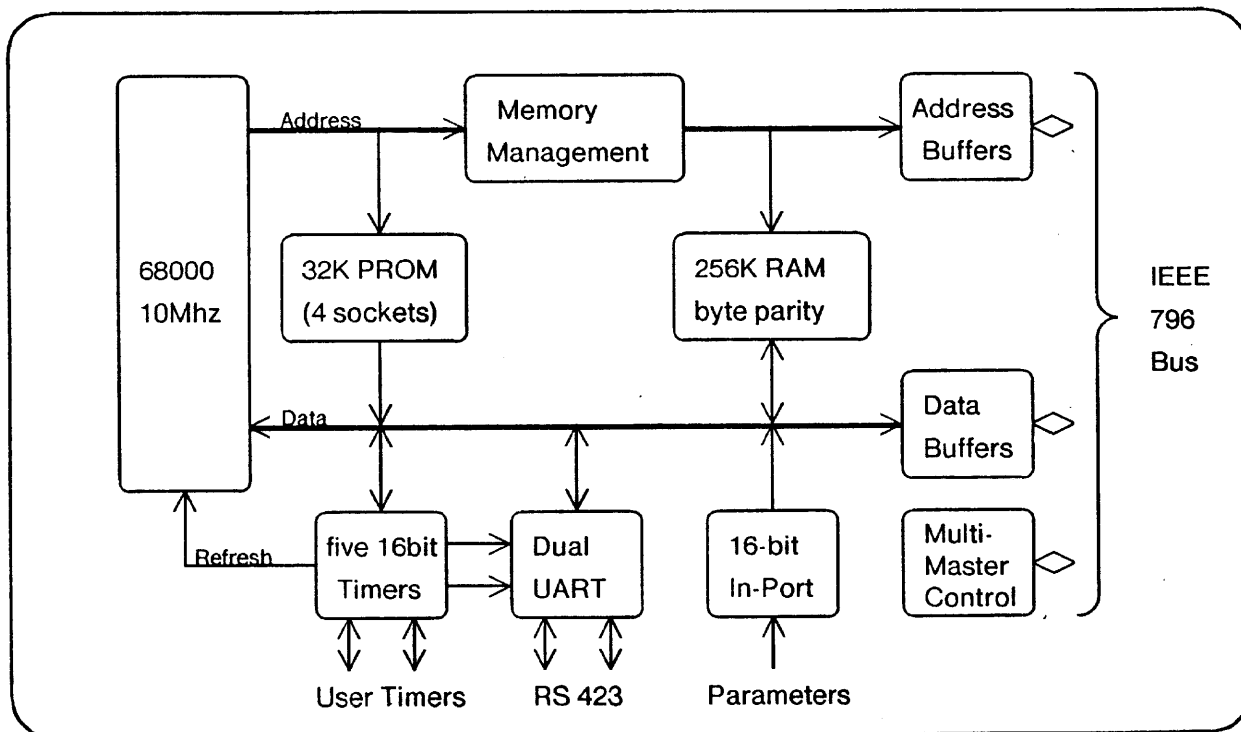 Address
Memory
Management
Address
Buffers
68000
10Mhz
32K PROM
(4 sockets)
256K RAM
byte parity
IEEE
796
Bus
Data
Data
Buffers
Refresh
five 16bit
Timers
Dual
UART
16-bit
In-Port
Multi-
Master
Control
User Timers
RS 423
Parameters